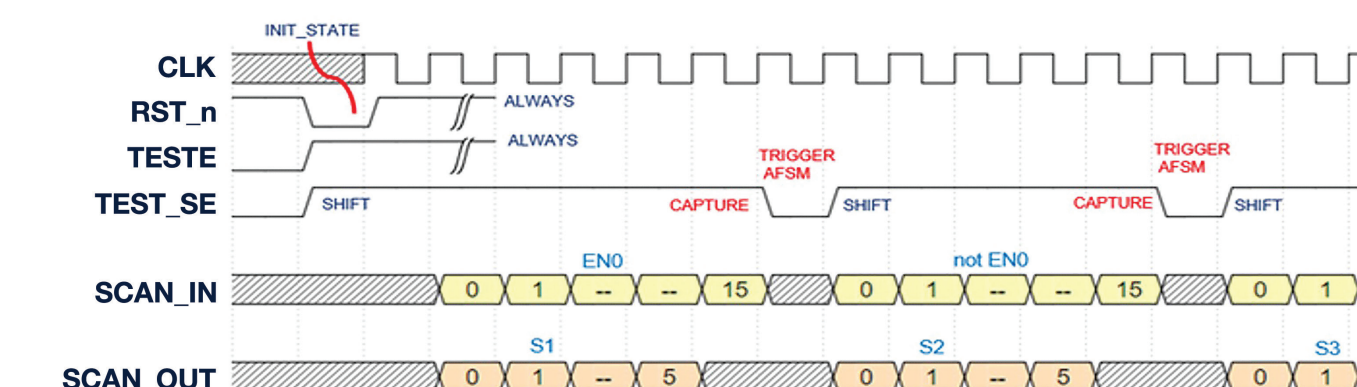 INIT_STATE
CLK
RST_n ALWAYS
TESTE ALWAYS
TRIGGER AFSM TRIGGER AFSM
TEST_SE SHIFT CAPTURE SHIFT CAPTURE SHIFT
EN0 not EN0
SCAN_IN 0 1 -- -- 15 0 1 -- -- 15 0 1
S1 S2 S3
SCAN_OUT 0 1 -- 5 0 1 -- 5 0 1